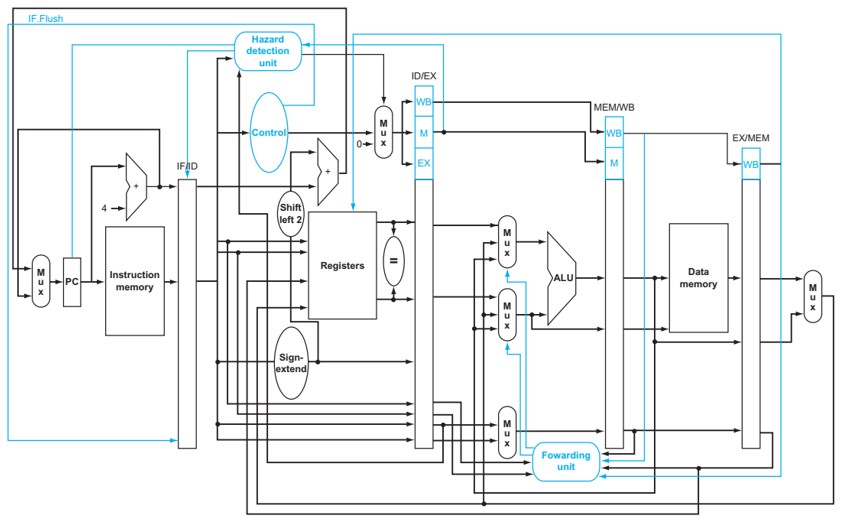 IF.Flush
Hazard
detection
unit
ID/EX
WB
MEM/WB
Control
M
u
x
M
WB
EX/MEM
0
IF/ID
EX
M
WB
+
+
4
Shift
left 2
M
u
x
M
u
x
PC
Instruction
memory
Registers
=
ALU
Data
memory
M
u
x
M
u
x
Sign-
extend
M
u
x
Fowarding
unit